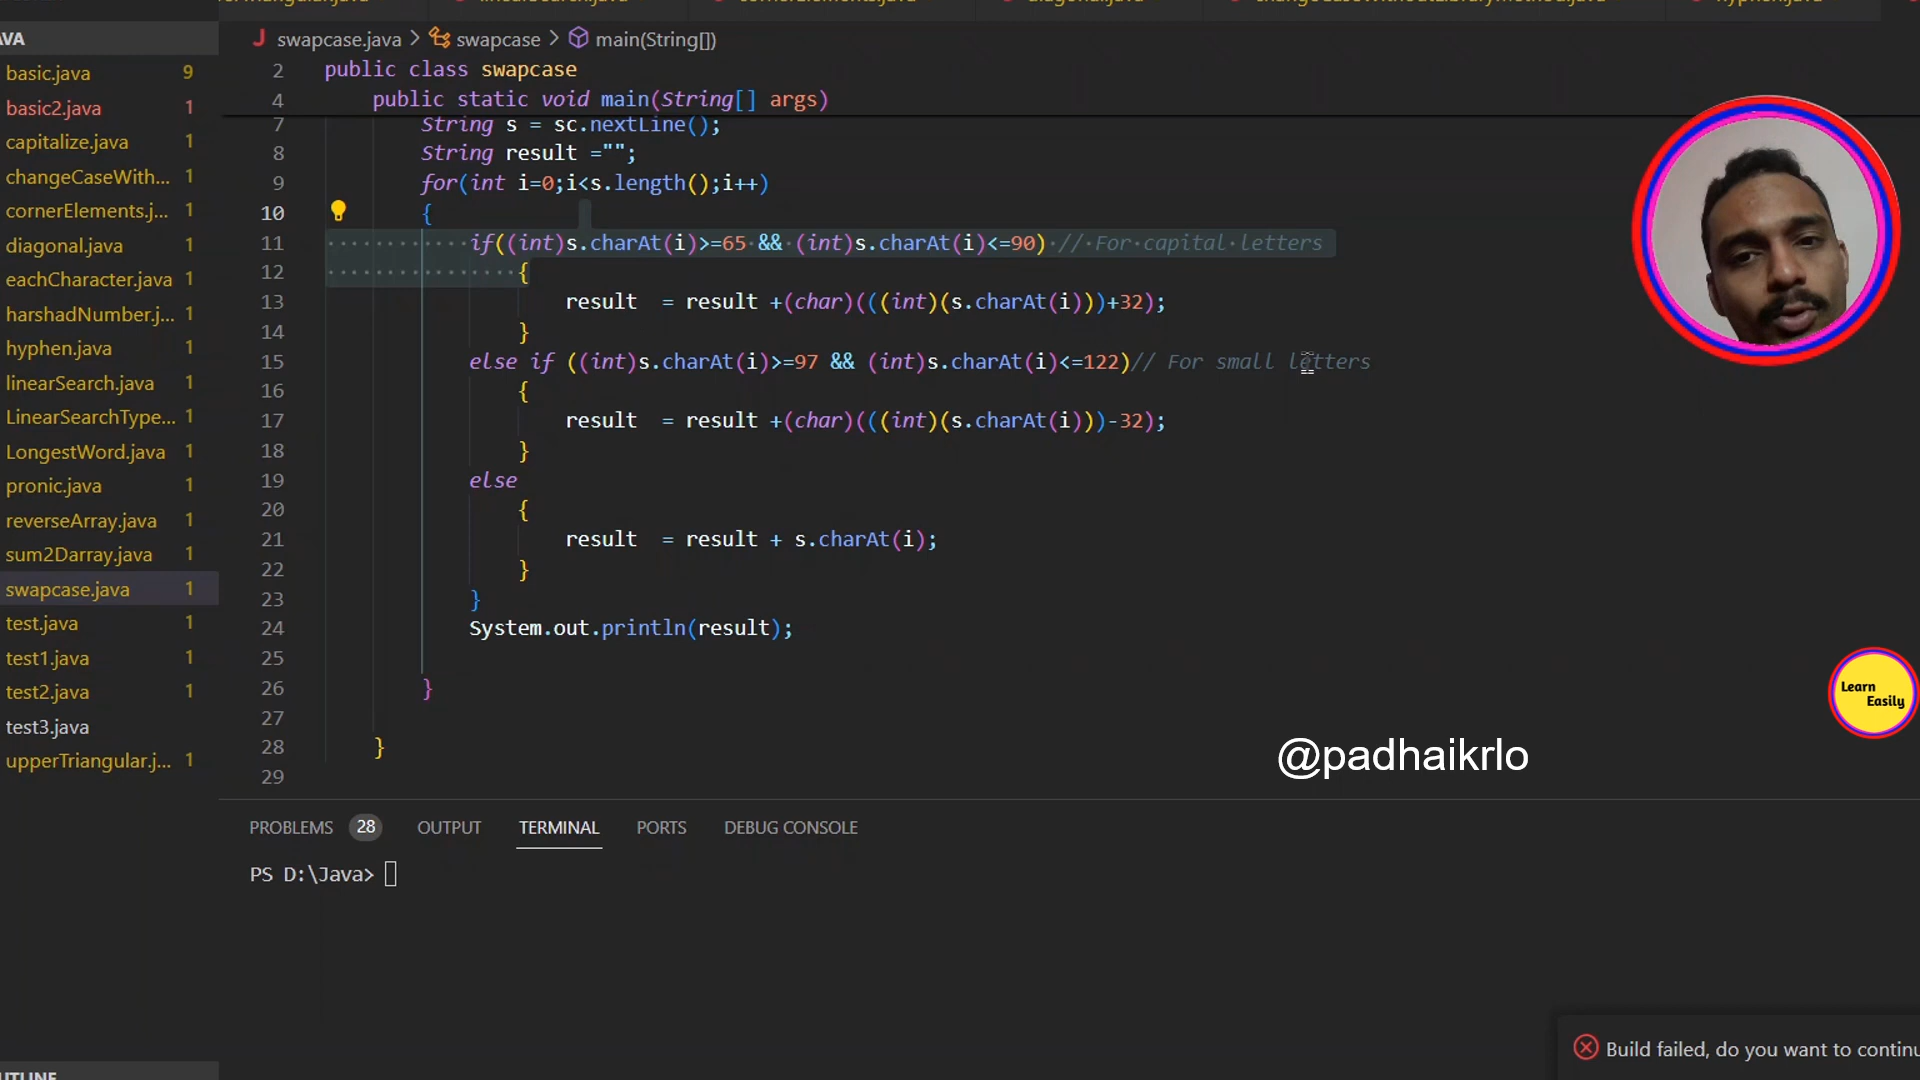 AVA
basic.java 9
basic2.java 1
capitalize.java 1
changeCaseWith... 1
cornerElements.j... 1
diagonal.java 1
eachCharacter.java 1
harshadNumber.j... 1
hyphen.java 1
linearSearch.java 1
LinearSearchType... 1
LongestWord.java 1
pronic.java 1
reverseArray.java 1
sum2Darray.java 1
swapcase.java 1
test.java 1
test1.java 1
test2.java 1
test3.java
upperTriangular.j... 1
UTLINE
swapcase.java > swapcase > main(String[])
2 public class swapcase
4 public static void main(String[] args)
7 String s = sc.nextLine();
8 String result ="";
9 for(int i=0;i<s.length();i++)
10 {
11 if((int)s.charAt(i)>=65 && (int)s.charAt(i)<=90) // For capital letters
12 {
13 result  = result +(char)(((int)(s.charAt(i)))+32);
14 }
15 else if ((int)s.charAt(i)>=97 && (int)s.charAt(i)<=122)// For small letters
16 {
17 result  = result +(char)(((int)(s.charAt(i)))-32);
18 }
19 else
20 {
21 result  = result + s.charAt(i);
22 }
23 }
24 System.out.println(result);
25
26 }
27
28 }
29
Learn
Easily
@padhaikrlo
PROBLEMS 28 OUTPUT TERMINAL PORTS DEBUG CONSOLE
PS D:\Java>
Build failed, do you want to continu